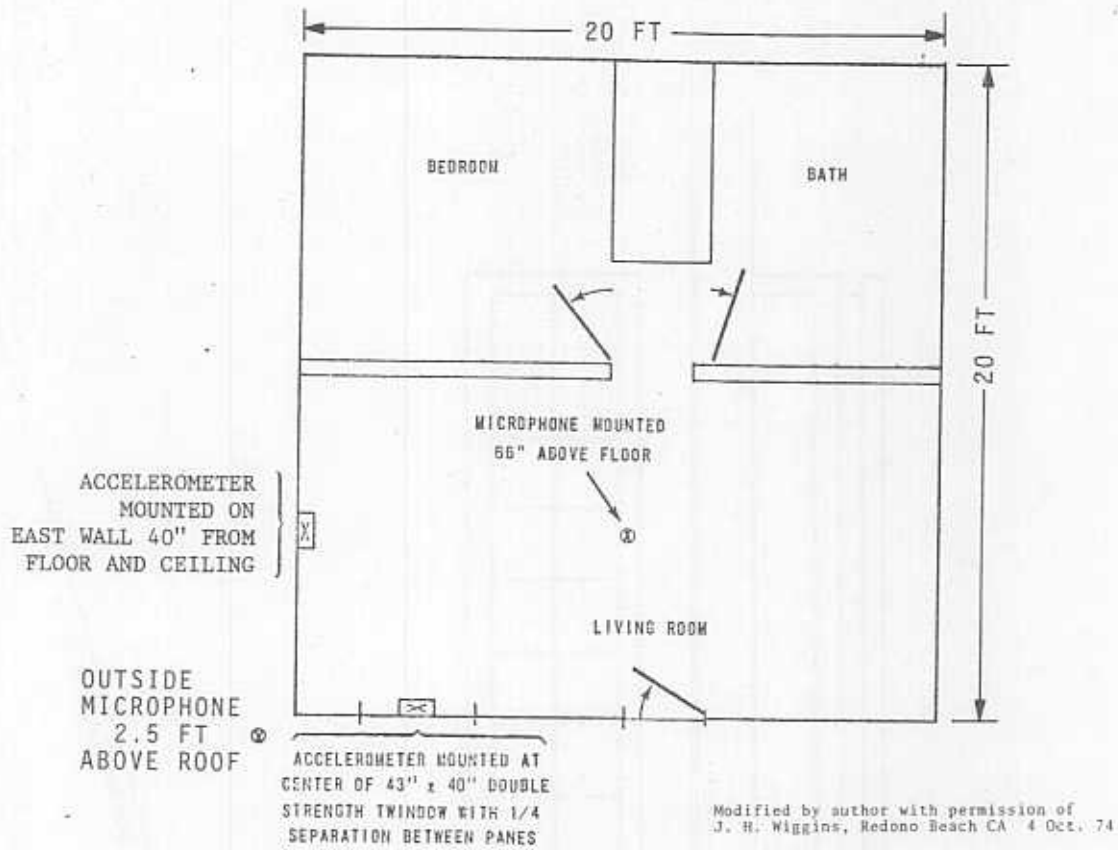 20 FT
BEDROOM
BATH
20 FT
MICROPHONE MOUNTED
66" ABOVE FLOOR
ACCELEROMETER
MOUNTED ON
EAST WALL 40" FROM
FLOOR AND CEILING
LIVING ROOM
OUTSIDE
MICROPHONE
2.5 FT
ABOVE ROOF
ACCELEROMETER MOUNTED AT
CENTER OF 43" x 40" DOUBLE
STRENGTH TWINDOW WITH 1/4
SEPARATION BETWEEN PANES
Modified by author with permission of
J. H. Wiggins, Redono Beach CA 4 Oct. 74